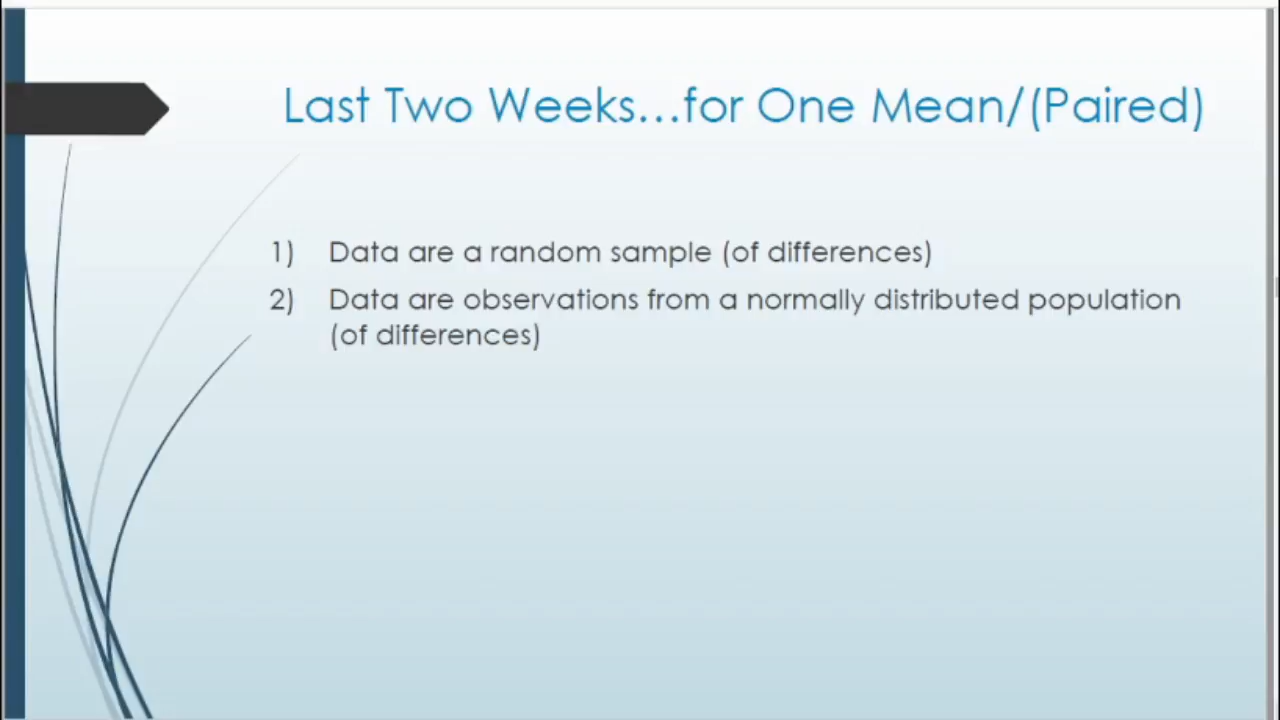 Last Two Weeks...for One Mean/(Paired)
1) Data are a random sample (of differences)
2) Data are observations from a normally distributed population
(of differences)